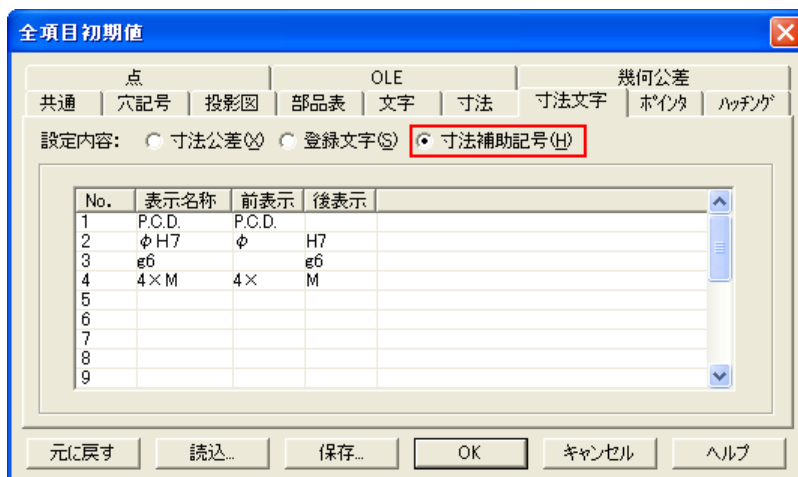 全項目初期値
点 OLE 幾何公差
共通 穴記号 投影図 部品表 文字 寸法 寸法文字 ﾎﾟｲﾝﾀ ﾊｯﾁﾝｸﾞ
設定内容: 寸法公差(X) 登録文字(S) 寸法補助記号(H)
No. 表示名称 前表示 後表示
1 P.C.D. P.C.D.
2 φH7 φ H7
3 g6 g6
4 4×M 4× M
5
6
7
8
9
元に戻す 読込... 保存... OK キャンセル ヘルプ